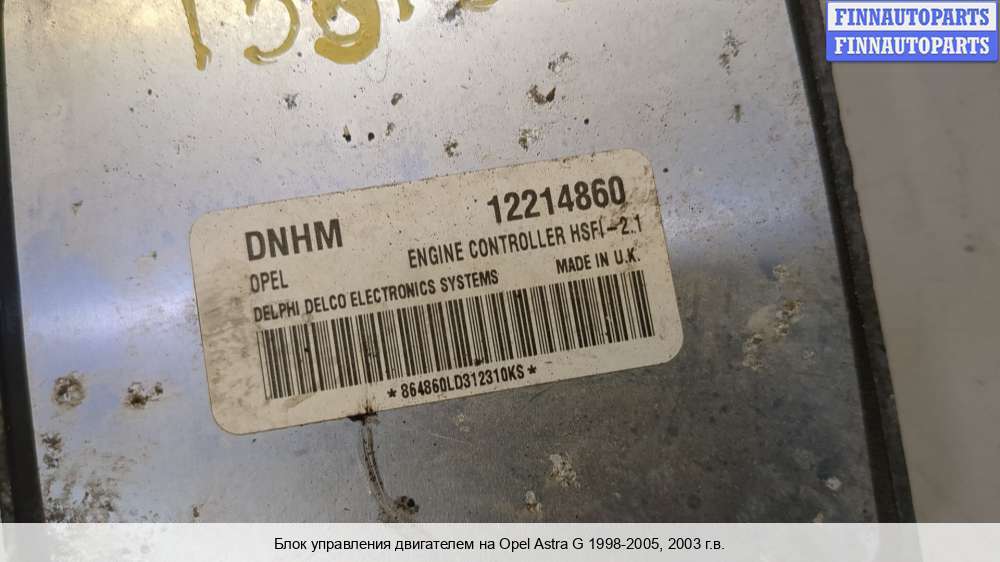 FINNAUTOPARTS
FINNAUTOPARTS
DNHM 12214860
OPEL ENGINE CONTROLLER HSFI-2.1
DELPHI DELCO ELECTRONICS SYSTEMS MADE IN U.K.
*864860LD312310KS*
Блок управления двигателем на Opel Astra G 1998-2005, 2003 г.в.